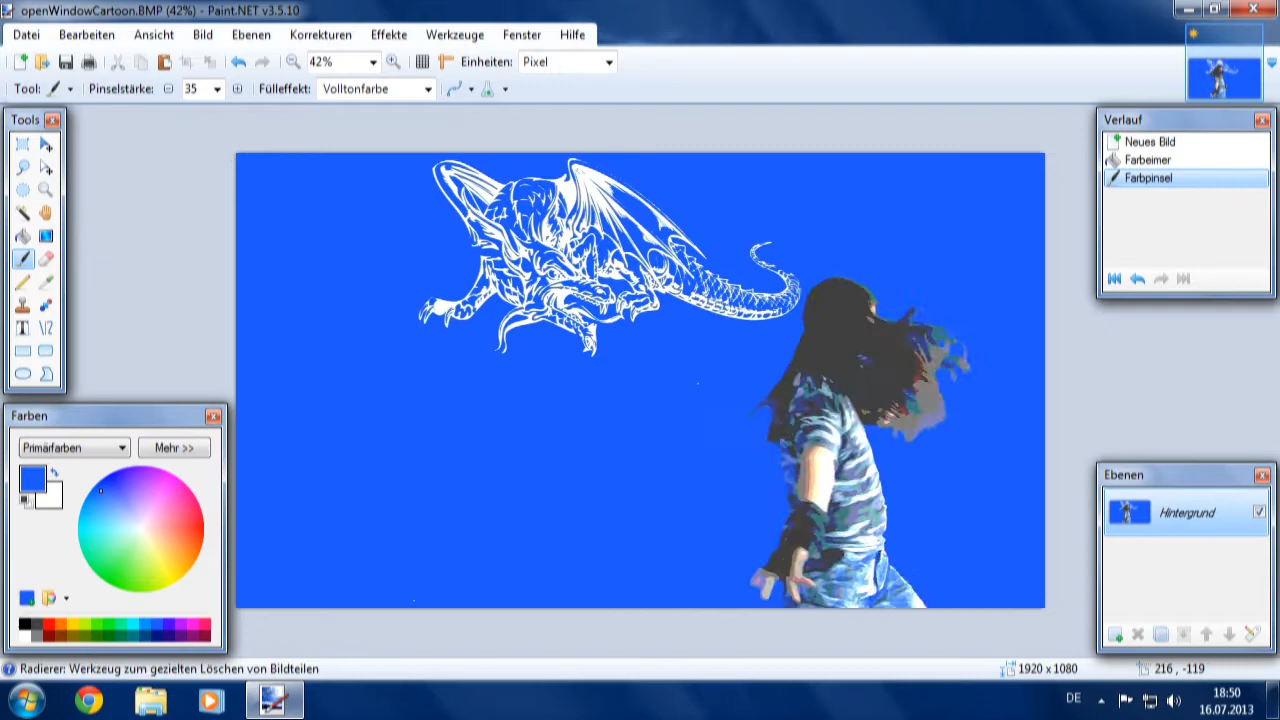 openWindowCartoon.BMP (42%) - Paint.NET v3.5.10
Datei Bearbeiten Ansicht Bild Ebenen Korrekturen Effekte Werkzeuge Fenster Hilfe
42% Einheiten: Pixel
Tool: Pinselstärke: 35 Fülleffekt: Volltonfarbe
Tools
Verlauf
Neues Bild
Farbeimer
Farbpinsel
Farben
Primärfarben Mehr >>
Ebenen
Hintergrund
Radierer: Werkzeug zum gezielten Löschen von Bildteilen
1920 x 1080
216 , -119
DE
18:50
16.07.2013